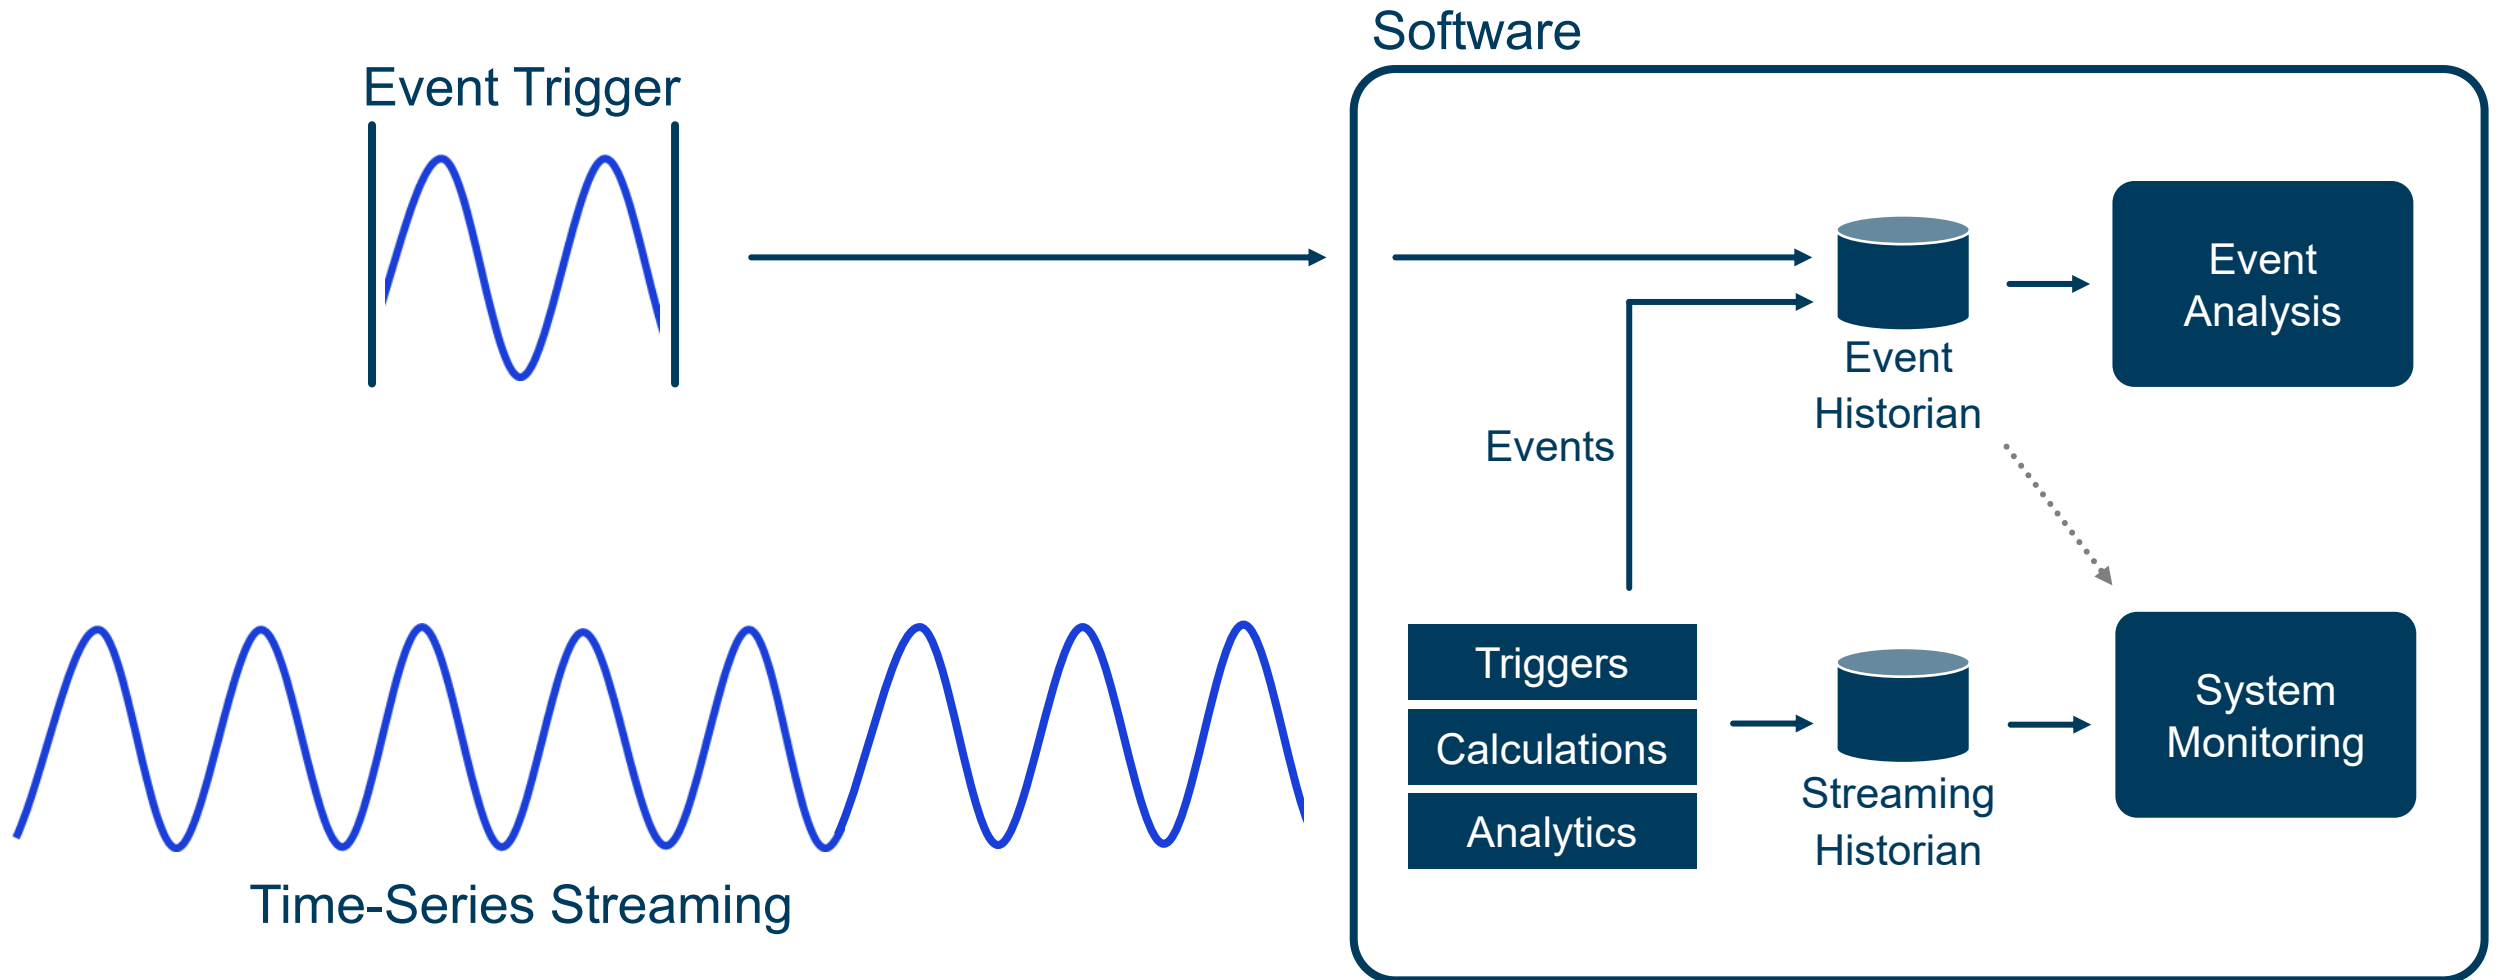 Software
Event Trigger
Event
Analysis
Event
Historian
Events
Triggers
Calculations
Analytics
Streaming
Historian
System
Monitoring
Time-Series Streaming